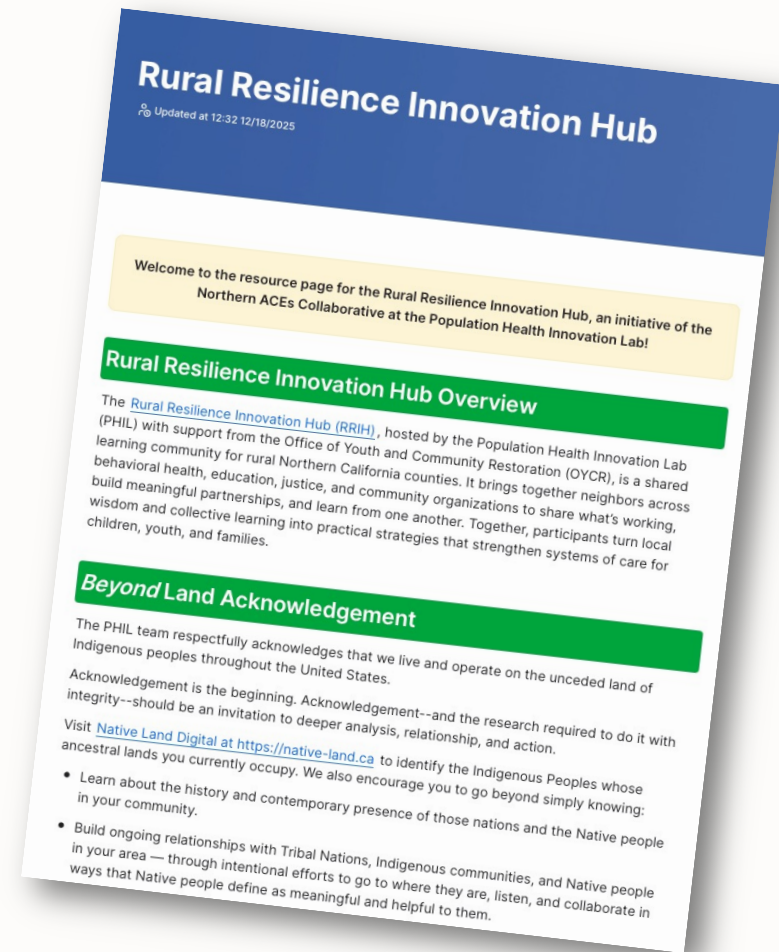 Rural Resilience Innovation Hub
Updated at 12:32 12/18/2025
Welcome to the resource page for the Rural Resilience Innovation Hub, an initiative of the
Northern ACEs Collaborative at the Population Health Innovation Lab!
Rural Resilience Innovation Hub Overview
The Rural Resilience Innovation Hub (RRIH), hosted by the Population Health Innovation Lab
(PHIL) with support from the Office of Youth and Community Restoration (OYCR), is a shared
learning community for rural Northern California counties. It brings together neighbors across
behavioral health, education, justice, and community organizations to share what's working,
build meaningful partnerships, and learn from one another. Together, participants turn local
wisdom and collective learning into practical strategies that strengthen systems of care for
children, youth, and families.
Beyond Land Acknowledgement
The PHIL team respectfully acknowledges that we live and operate on the unceded land of
Indigenous peoples throughout the United States.
Acknowledgement is the beginning. Acknowledgement--and the research required to do it with
integrity--should be an invitation to deeper analysis, relationship, and action.
Visit Native Land Digital at https://native-land.ca to identify the Indigenous Peoples whose
ancestral lands you currently occupy. We also encourage you to go beyond simply knowing:
• Learn about the history and contemporary presence of those nations and the Native people
in your community.
• Build ongoing relationships with Tribal Nations, Indigenous communities, and Native people
in your area — through intentional efforts to go to where they are, listen, and collaborate in
ways that Native people define as meaningful and helpful to them.